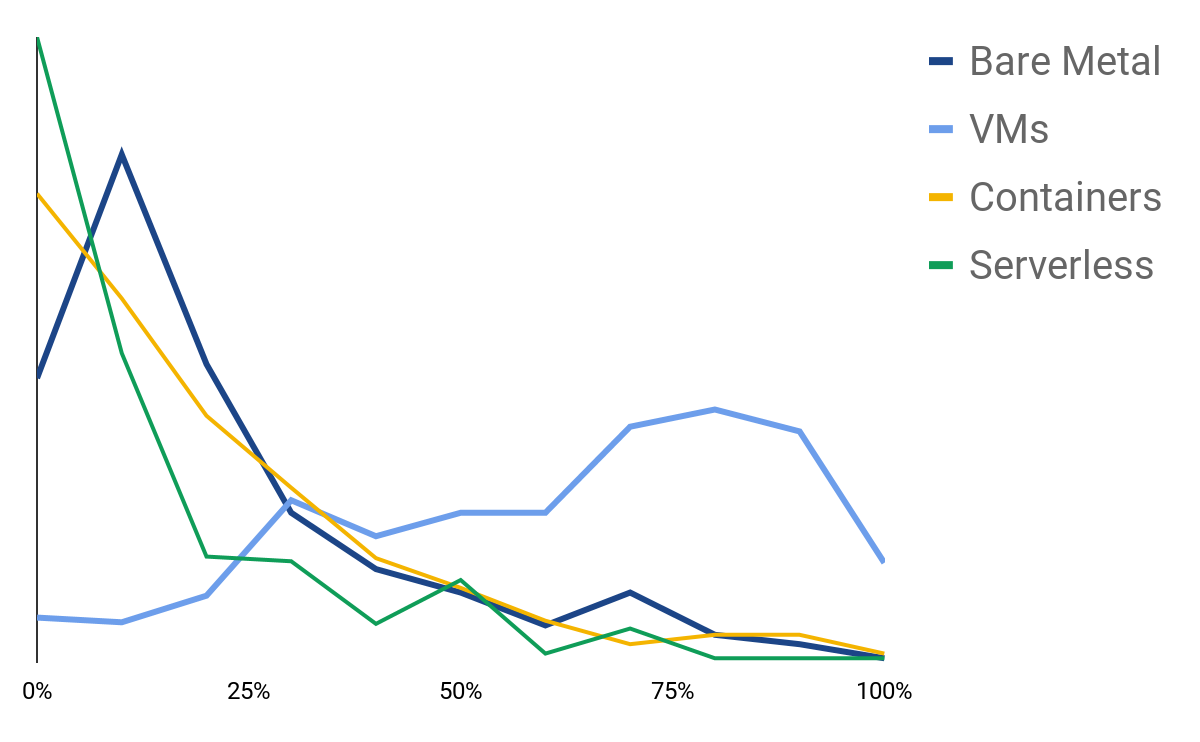 Bare Metal
VMs
Containers
Serverless
0% 25% 50% 75% 100%